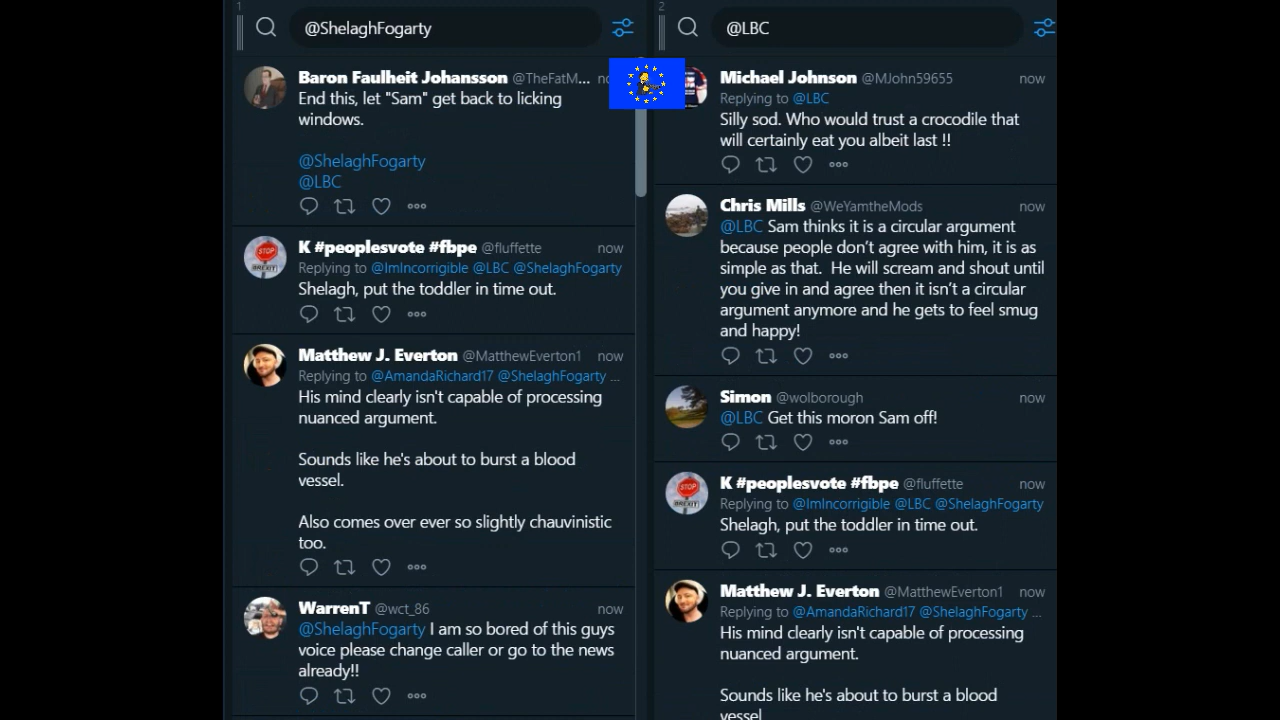 1
@ShelaghFogarty
Baron Faulheit Johansson @TheFatM...
End this, let "Sam" get back to licking
windows.
@ShelaghFogarty
@LBC
K #peoplesvote #fbpe @fluffette now
Replying to @ImIncorrigible @LBC @ShelaghFogarty
Shelagh, put the toddler in time out.
Matthew J. Everton @MatthewEverton1 now
Replying to @AmandaRichard17 @ShelaghFogarty ...
His mind clearly isn't capable of processing
nuanced argument.
Sounds like he's about to burst a blood
vessel.
Also comes over ever so slightly chauvinistic
too.
WarrenT @wct_86 now
@ShelaghFogarty I am so bored of this guys
voice please change caller or go to the news
already!!
2
@LBC
Michael Johnson @MJohn59655 now
Replying to @LBC
Silly sod. Who would trust a crocodile that
will certainly eat you albeit last !!
Chris Mills @WeYamtheMods now
@LBC Sam thinks it is a circular argument
because people don't agree with him, it is as
simple as that. He will scream and shout until
you give in and agree then it isn't a circular
argument anymore and he gets to feel smug
and happy!
Simon @wolborough now
@LBC Get this moron Sam off!
K #peoplesvote #fbpe @fluffette now
Replying to @ImIncorrigible @LBC @ShelaghFogarty
Shelagh, put the toddler in time out.
Matthew J. Everton @MatthewEverton1 now
Replying to @AmandaRichard17 @ShelaghFogarty ...
His mind clearly isn't capable of processing
nuanced argument.
Sounds like he's about to burst a blood
vessel